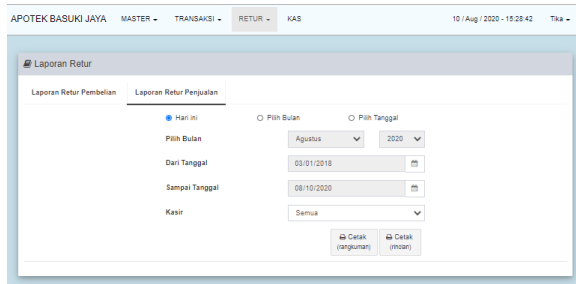 APOTEK BASUKI JAYA MASTER TRANSAKSI RETUR KAS 10 / Aug / 2020 - 15:28:42 Tika
Laporan Retur
Laporan Retur Pembelian Laporan Retur Penjualan
Hari ini Pilih Bulan Pilih Tanggal
Pilih Bulan Agustus 2020
Dari Tanggal 03/01/2018
Sampai Tanggal 08/10/2020
Kasir Semua
Cetak Cetak
(rangkuman) (rincian)